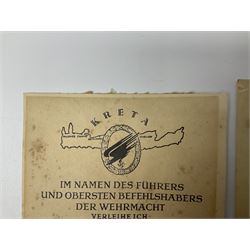 KRETA
IM NAMEN DES FÜHRERS
UND OBERSTEN BEFEHLSHABERS
DER WEHRMACHT
VERLEIHE ICH